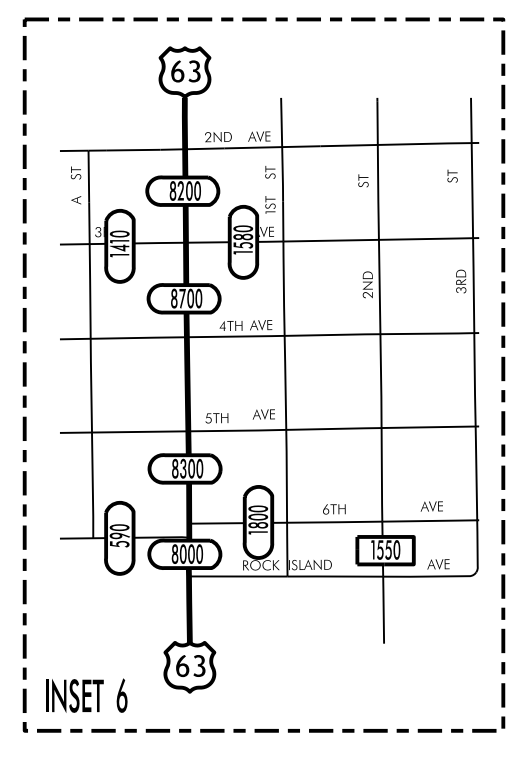 63
2ND AVE
A ST
1ST ST
ST
ST
8200
1410
1580
3
VE
2ND
3RD
8700
4TH AVE
5TH AVE
8300
590
1800
6TH AVE
8000
1550
ROCK ISLAND AVE
63
INSET 6